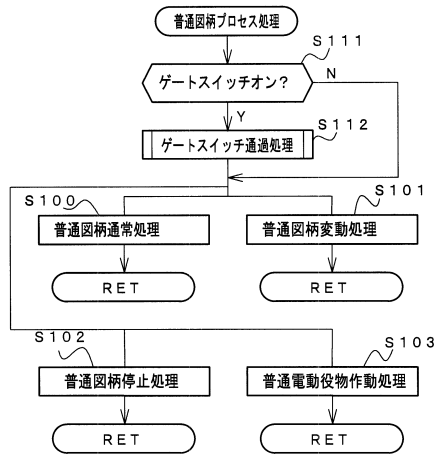 普通図柄プロセス処理
S111
ゲートスイッチオン?
N
Y
S112
ゲートスイッチ通過処理
S100
S101
普通図柄通常処理
普通図柄変動処理
RET
RET
S102
S103
普通図柄停止処理
普通電動役物作動処理
RET
RET